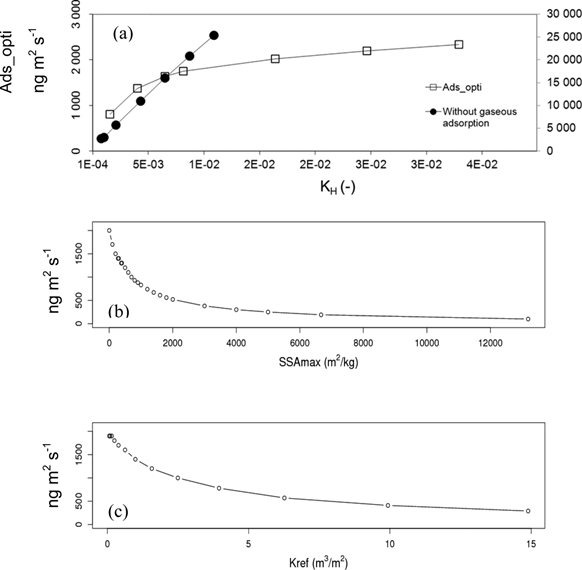 (a)
Ads_opti
ng m² s⁻¹
3 000
2 000
1 000
0
30 000
25 000
20 000
15 000
10 000
5 000
0
Ads_opti
Without gaseous
adsorption
1E-04 5E-03 1E-02 2E-02 2E-02 3E-02 3E-02 4E-02
K_H (-)
(b)
ng m² s⁻¹
1500
500
0
0 2000 4000 6000 8000 10000 12000
SSAmax (m²/kg)
(c)
ng m² s⁻¹
1500
500
0
0 5 10 15
Kref (m³/m²)